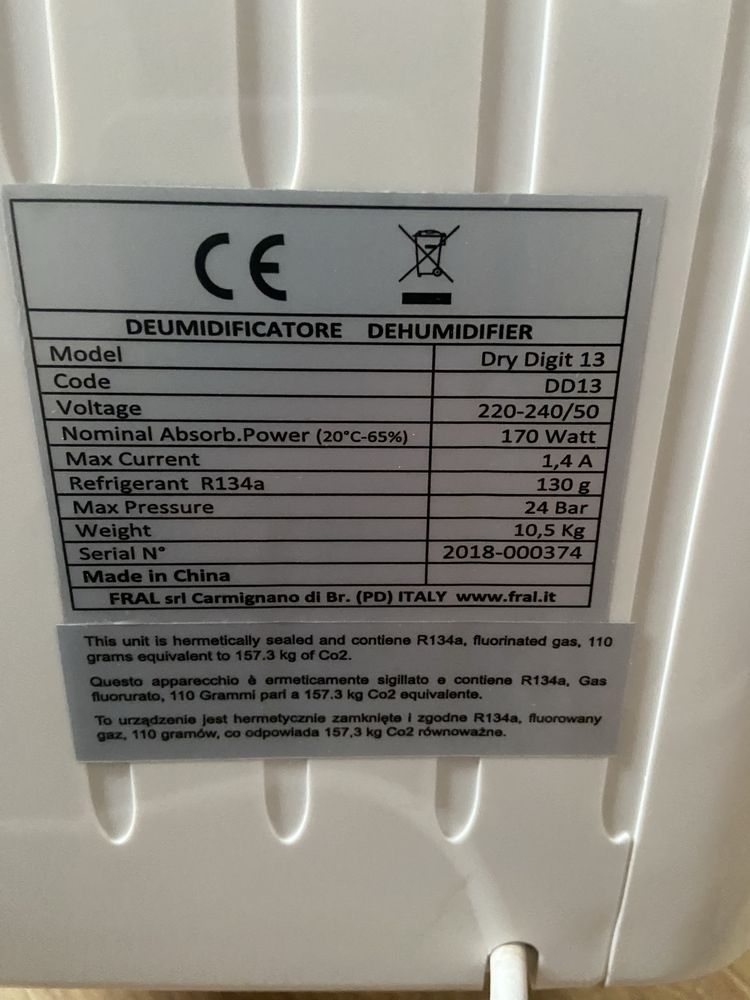 CE
DEUMIDIFICATORE DEHUMIDIFIER
Model Dry Digit 13
Code DD13
Voltage 220-240/50
Nominal Absorb.Power (20°C-65%) 170 Watt
Max Current 1,4 A
Refrigerant R134a 130 g
Max Pressure 24 Bar
Weight 10,5 Kg
Serial N° 2018-000374
Made in China
FRAL srl Carmignano di Br. (PD) ITALY www.fral.it
This unit is hermetically sealed and contiene R134a, fluorinated gas, 110
grams equivalent to 157.3 kg of Co2.
Questo apparecchio è ermeticamente sigillato e contiene R134a, Gas
fluorurato, 110 Grammi pari a 157.3 kg Co2 equivalente.
To urządzenie jest hermetycznie zamknięte i zgodne R134a, fluorowany
gaz, 110 gramów, co odpowiada 157,3 kg Co2 równoważne.